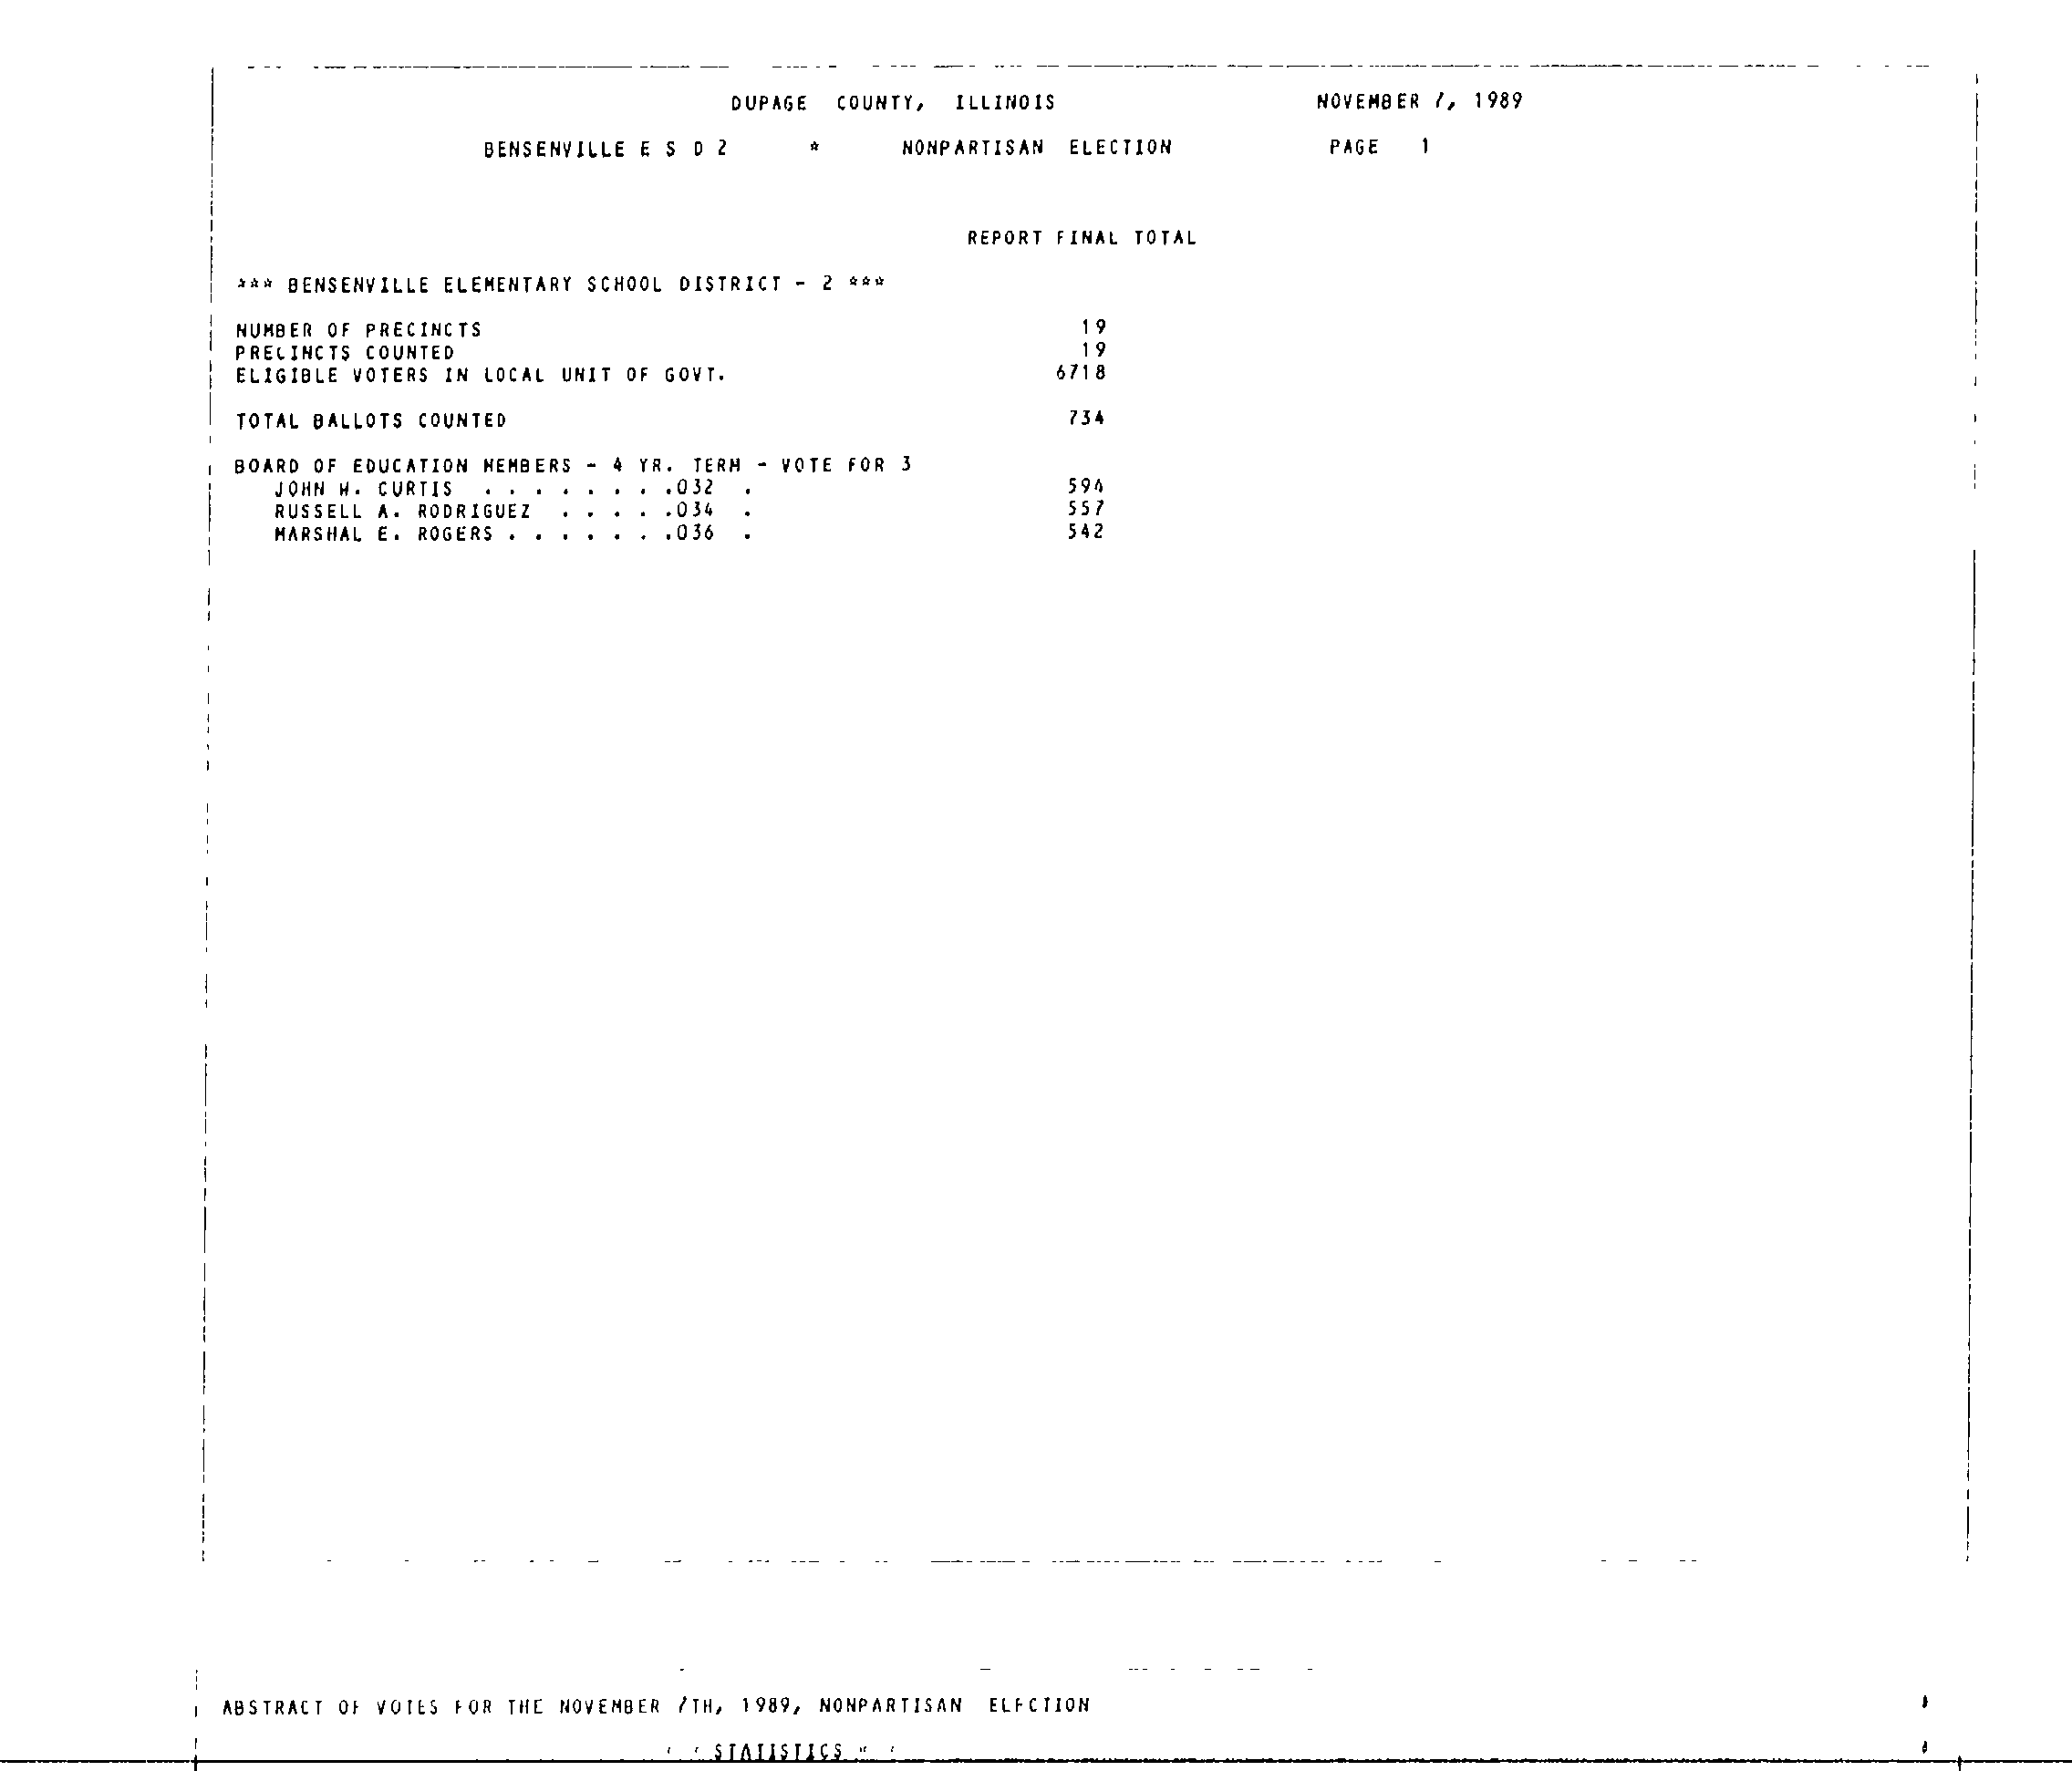 DUPAGE COUNTY, ILLINOIS NOVEMBER 7, 1989
BENSENVILLE E S D 2 * NONPARTISAN ELECTION PAGE 1
REPORT FINAL TOTAL
*** BENSENVILLE ELEMENTARY SCHOOL DISTRICT - 2 ***
NUMBER OF PRECINCTS 19
PRECINCTS COUNTED 19
ELIGIBLE VOTERS IN LOCAL UNIT OF GOVT. 6718
TOTAL BALLOTS COUNTED 734
BOARD OF EDUCATION MEMBERS - 4 YR. TERM - VOTE FOR 3
JOHN W. CURTIS . . . . . . . .032 . 594
RUSSELL A. RODRIGUEZ . . . . .034 . 557
MARSHAL E. ROGERS . . . . . . .036 . 542
ABSTRACT OF VOTES FOR THE NOVEMBER 7TH, 1989, NONPARTISAN ELECTION
STATISTICS